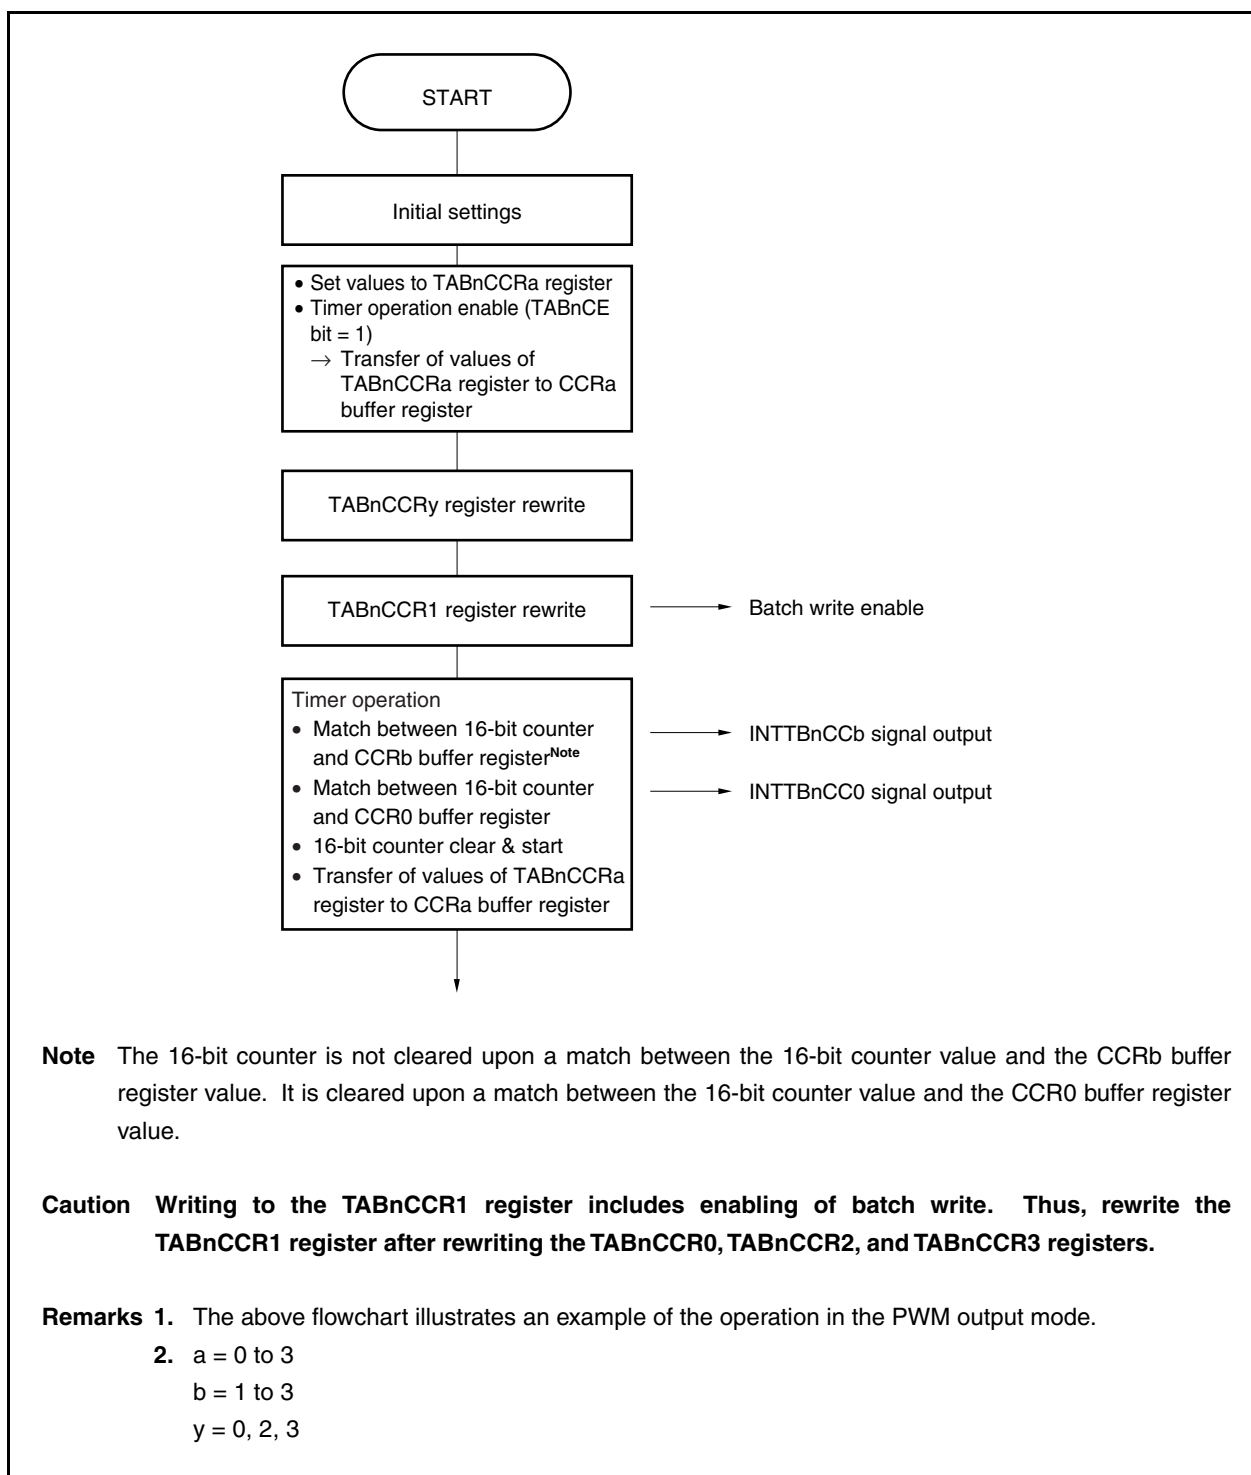 START
Initial settings
• Set values to TABnCCRa register
• Timer operation enable (TABnCE
bit = 1)
→ Transfer of values of
TABnCCRa register to CCRa
buffer register
TABnCCRy register rewrite
TABnCCR1 register rewrite
Batch write enable
Timer operation
• Match between 16-bit counter
and CCRb buffer registerNote
INTTBnCCb signal output
• Match between 16-bit counter
and CCR0 buffer register
INTTBnCC0 signal output
• 16-bit counter clear & start
• Transfer of values of TABnCCRa
register to CCRa buffer register
Note The 16-bit counter is not cleared upon a match between the 16-bit counter value and the CCRb buffer
register value. It is cleared upon a match between the 16-bit counter value and the CCR0 buffer register
value.
Caution Writing to the TABnCCR1 register includes enabling of batch write. Thus, rewrite the
TABnCCR1 register after rewriting the TABnCCR0, TABnCCR2, and TABnCCR3 registers.
Remarks 1. The above flowchart illustrates an example of the operation in the PWM output mode.
2. a = 0 to 3
b = 1 to 3
y = 0, 2, 3